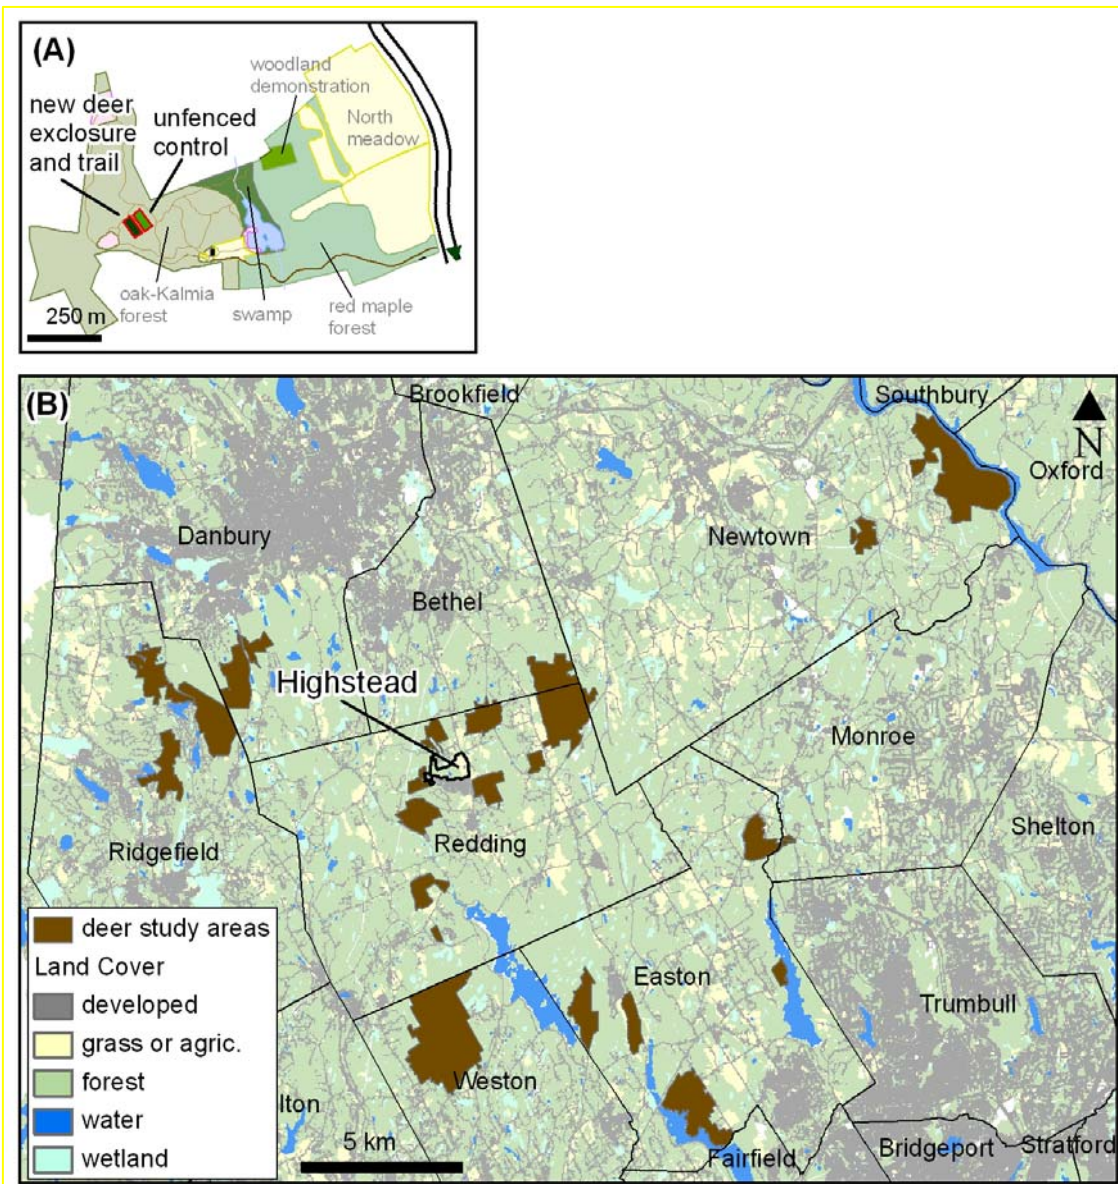 (A)
woodland
demonstration
new deer
exclosure
and trail
unfenced
control
North
meadow
oak-Kalmia
forest
swamp
red maple
forest
250 m
(B)
Brookfield
Southbury
N
Oxford
Danbury
Newtown
Bethel
Highstead
Monroe
Shelton
Ridgefield
Redding
deer study areas
Land Cover
developed
grass or agric.
forest
water
wetland
Easton
Trumbull
Weston
lton
5 km
Fairfield
Bridgeport
Stratford